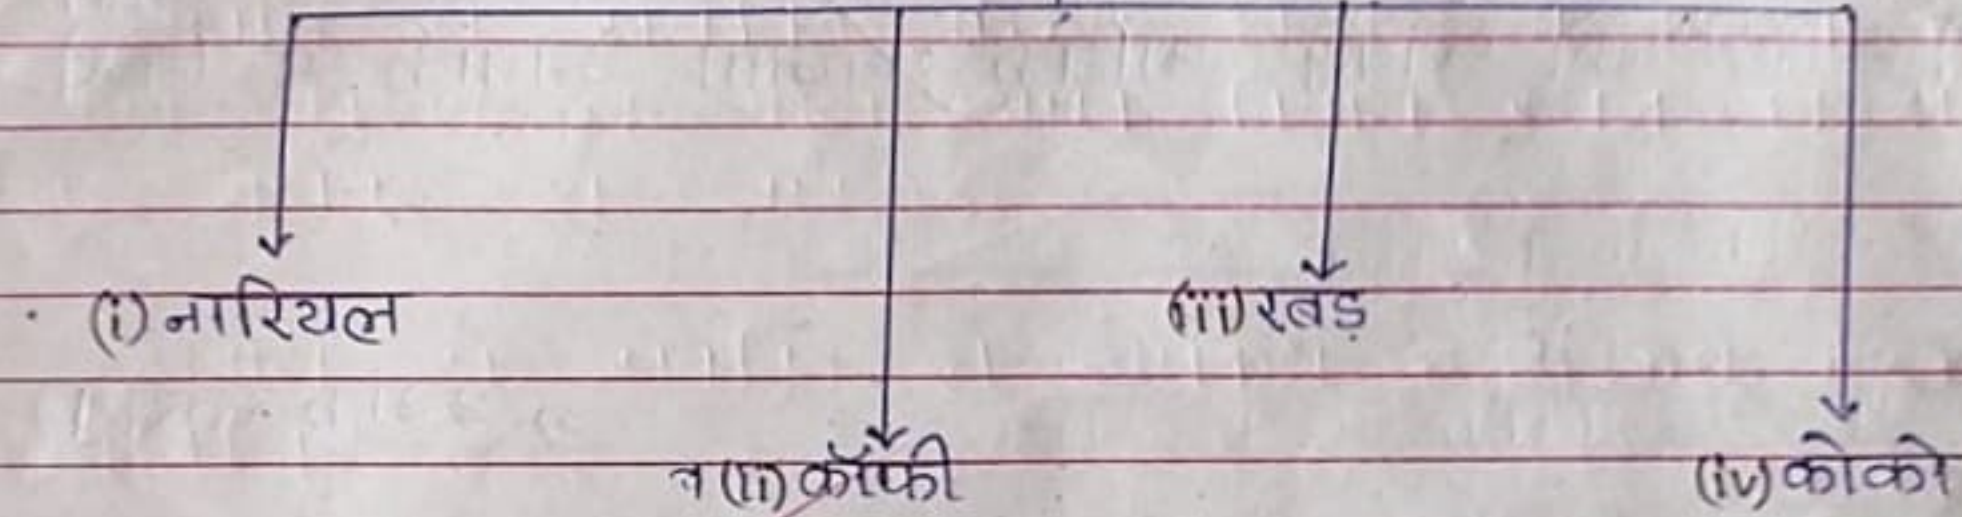 (i) नारियल
(iii) रबड़
(ii) कॉफी
(iv) कोको